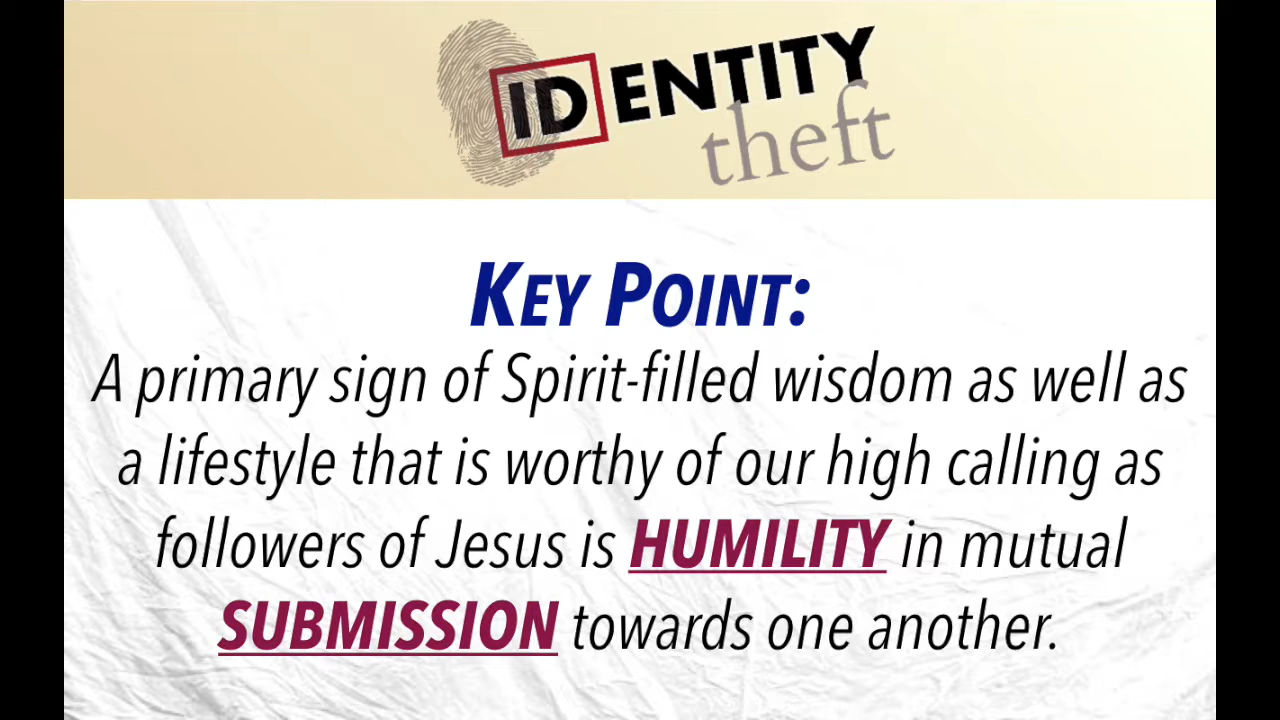 IDENTITY
theft
KEY POINT:
A primary sign of Spirit-filled wisdom as well as
a lifestyle that is worthy of our high calling as
followers of Jesus is HUMILITY in mutual
SUBMISSION towards one another.